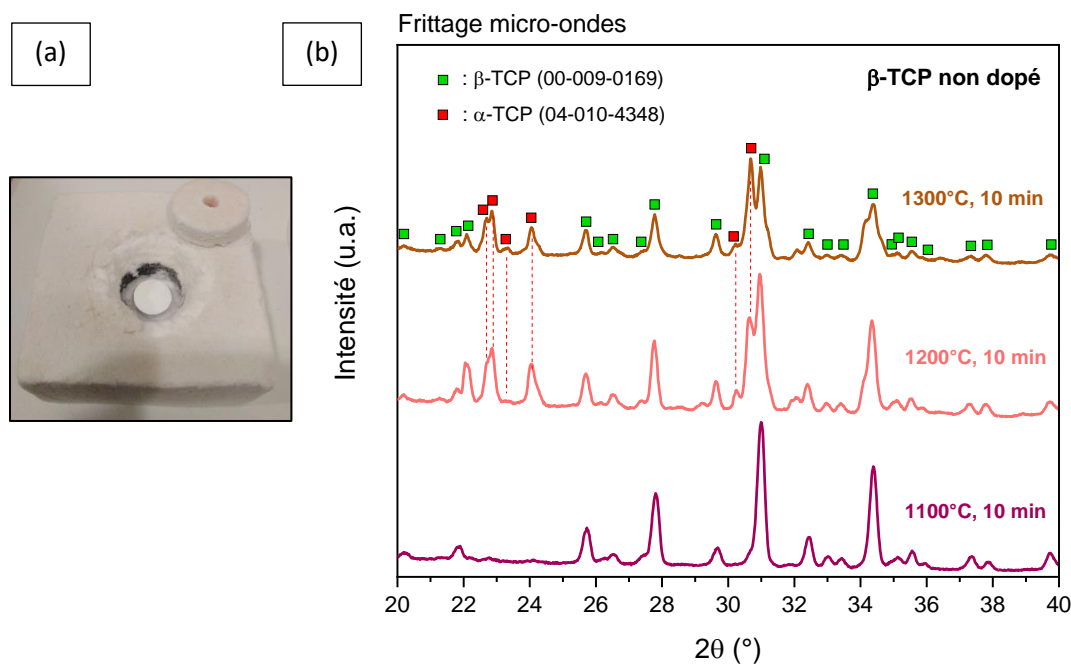 (a)
(b)
Frittage micro-ondes
: β-TCP (00-009-0169)
: α-TCP (04-010-4348)
β-TCP non dopé
1300°C, 10 min
1200°C, 10 min
1100°C, 10 min
Intensité (u.a.)
20 22 24 26 28 30 32 34 36 38 40
2θ (°)